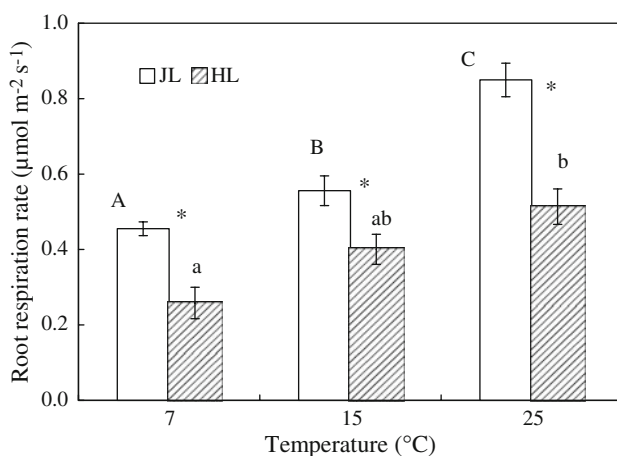 1.0
0.8
0.6
0.4
0.2
0.0
Root respiration rate (µmol m⁻² s⁻¹)
JL HL
A
*
a
B
*
ab
C
*
b
7 15 25
Temperature (°C)